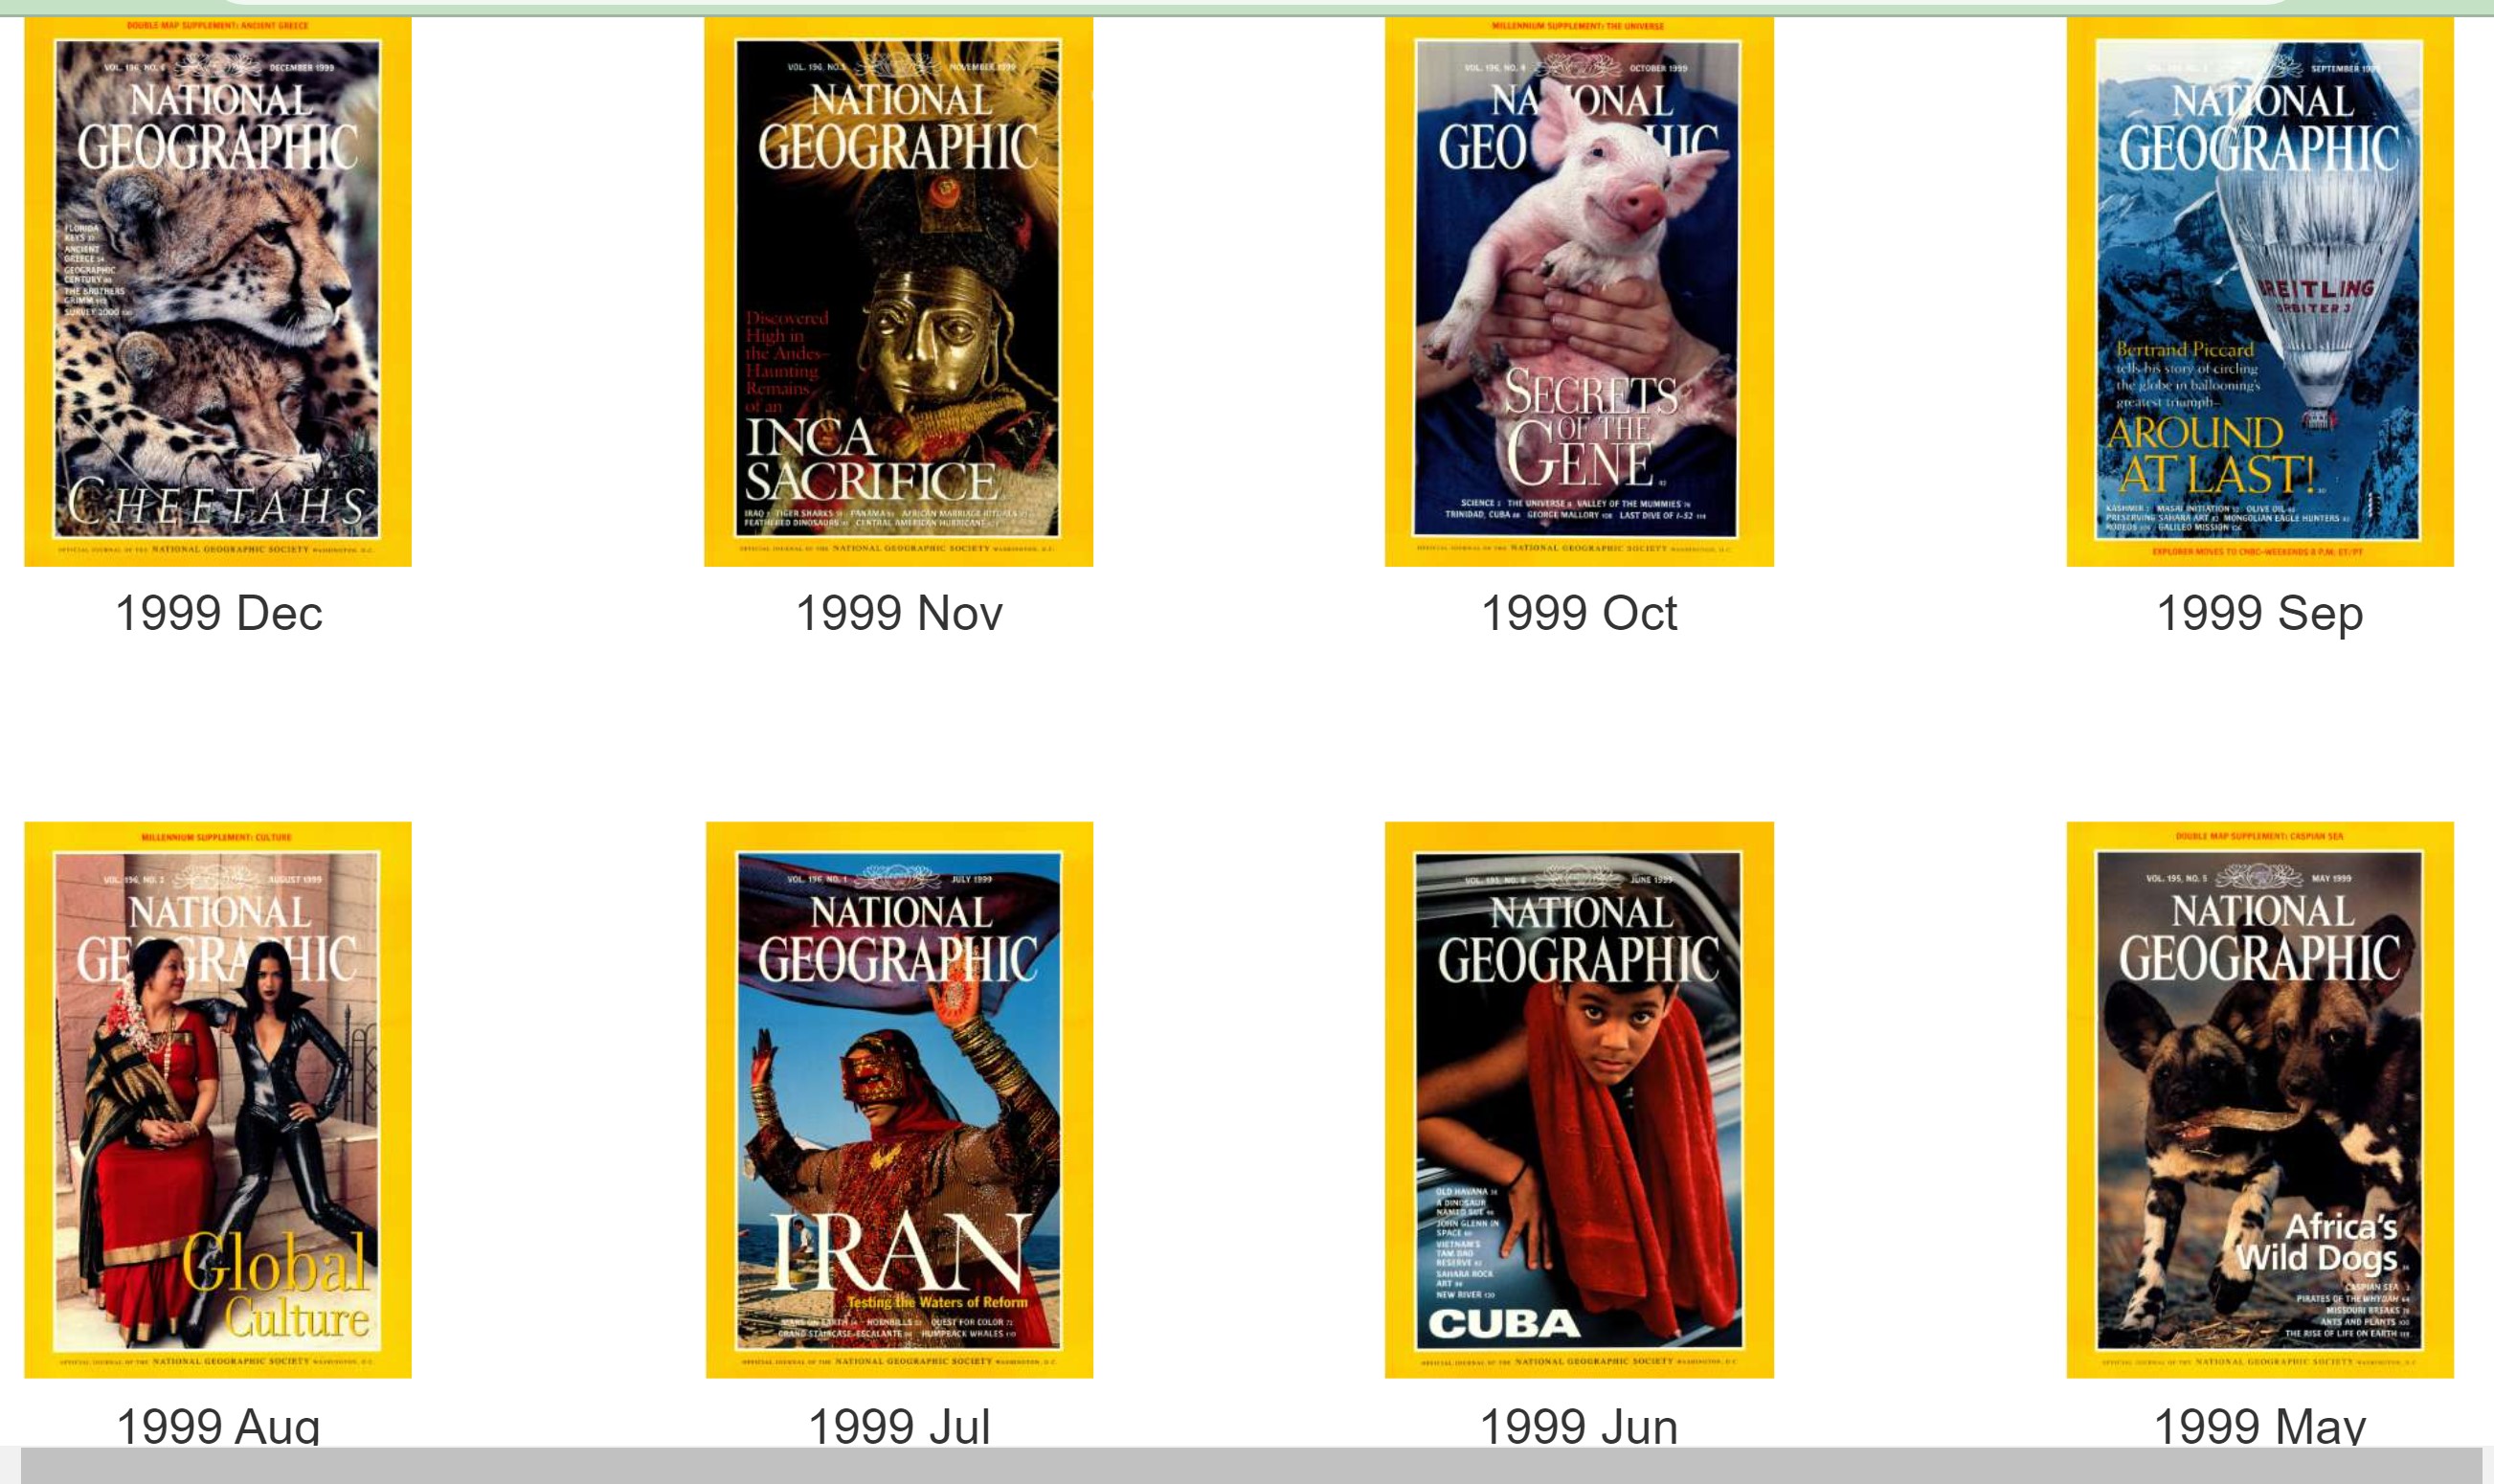 DOUBLE MAP SUPPLEMENT: ANCIENT GREECE
VOL. 196, NO. 6 DECEMBER 1999
NATIONAL
GEOGRAPHIC
FLORIDA
KEYS
ANCIENT
GREECE 54
GEOGRAPHIC
CENTURY
THE BROTHERS
GRIMM
SURVEY 2000
CHEETAHS
OFFICIAL JOURNAL OF THE NATIONAL GEOGRAPHIC SOCIETY WASHINGTON, D.C.
1999 Dec
VOL. 196, NO. 5 NOVEMBER 1999
NATIONAL
GEOGRAPHIC
Discovered
High in
the Andes–
Haunting
Remains
of an
INCA
SACRIFICE
IRAQ TIGER SHARKS PANAMA AFRICAN MARRIAGE RITUALS
FEATHERED DINOSAURS CENTRAL AMERICAN HURRICANE
OFFICIAL JOURNAL OF THE NATIONAL GEOGRAPHIC SOCIETY WASHINGTON, D.C.
1999 Nov
MILLENNIUM SUPPLEMENT: THE UNIVERSE
VOL. 196, NO. 4 OCTOBER 1999
NA IONAL
GEO HIC
SECRETS
OF THE
GENE
SCIENCE THE UNIVERSE VALLEY OF THE MUMMIES
TRINIDAD, CUBA GEORGE MALLORY LAST DIVE OF I-52
OFFICIAL JOURNAL OF THE NATIONAL GEOGRAPHIC SOCIETY WASHINGTON, D.C.
1999 Oct
SEPTEMBER 1999
NATIONAL
GEOGRAPHIC
BREITLING
ORBITER 3
Bertrand Piccard
tells his story of circling
the globe in ballooning's
greatest triumph–
AROUND
AT LAST!
KASHMIR MASAI INITIATION OLIVE OIL
PRESERVING SAHARA ART MONGOLIAN EAGLE HUNTERS
RODEOS GALILEO MISSION
EXPLORER MOVES TO CNBC–WEEKENDS 8 P.M. ET/PT
1999 Sep
MILLENNIUM SUPPLEMENT: CULTURE
VOL. 196, NO. 2 AUGUST 1999
NATIONAL
GEOGRAPHIC
Global
Culture
OFFICIAL JOURNAL OF THE NATIONAL GEOGRAPHIC SOCIETY WASHINGTON, D.C.
1999 Aug
VOL. 196, NO. 1 JULY 1999
NATIONAL
GEOGRAPHIC
IRAN
Testing the Waters of Reform
MARS ON EARTH HORNBILLS QUEST FOR COLOR 72
GRAND STAIRCASE-ESCALANTE HUMPBACK WHALES 110
OFFICIAL JOURNAL OF THE NATIONAL GEOGRAPHIC SOCIETY WASHINGTON, D.C.
1999 Jul
VOL. 195, NO. 6 JUNE 1999
NATIONAL
GEOGRAPHIC
OLD HAVANA
A DINOSAUR
NAMED SUE
JOHN GLENN IN
SPACE
VIETNAM'S
TAM DAO
RESERVE
SAHARA ROCK
ART
NEW RIVER 120
CUBA
OFFICIAL JOURNAL OF THE NATIONAL GEOGRAPHIC SOCIETY WASHINGTON, D.C.
1999 Jun
DOUBLE MAP SUPPLEMENT: CASPIAN SEA
VOL. 195, NO. 5 MAY 1999
NATIONAL
GEOGRAPHIC
Africa's
Wild Dogs
CASPIAN SEA
PIRATES OF THE WHYDAH
MISSOURI BREAKS
ANTS AND PLANTS 100
THE RISE OF LIFE ON EARTH
OFFICIAL JOURNAL OF THE NATIONAL GEOGRAPHIC SOCIETY WASHINGTON, D.C.
1999 May